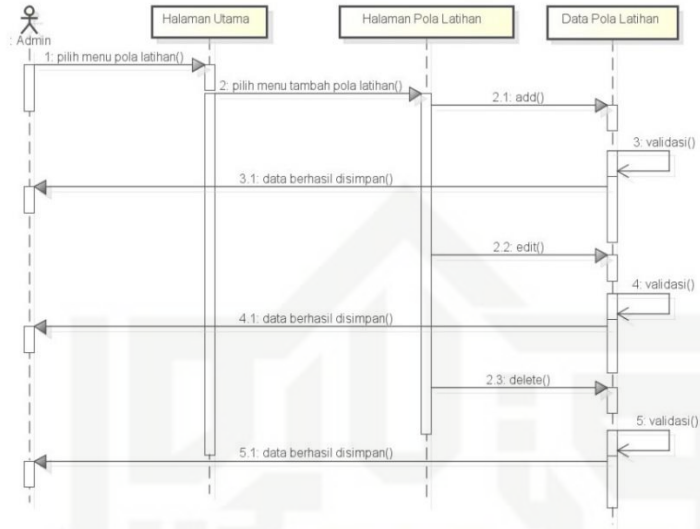 Halaman Utama
Halaman Pola Latihan
Data Pola Latihan
: Admin
1: pilih menu pola latihan()
2: pilih menu tambah pola latihan()
2.1: add()
3: validasi()
3.1: data berhasil disimpan()
2.2: edit()
4: validasi()
4.1: data berhasil disimpan()
2.3: delete()
5: validasi()
5.1: data berhasil disimpan()